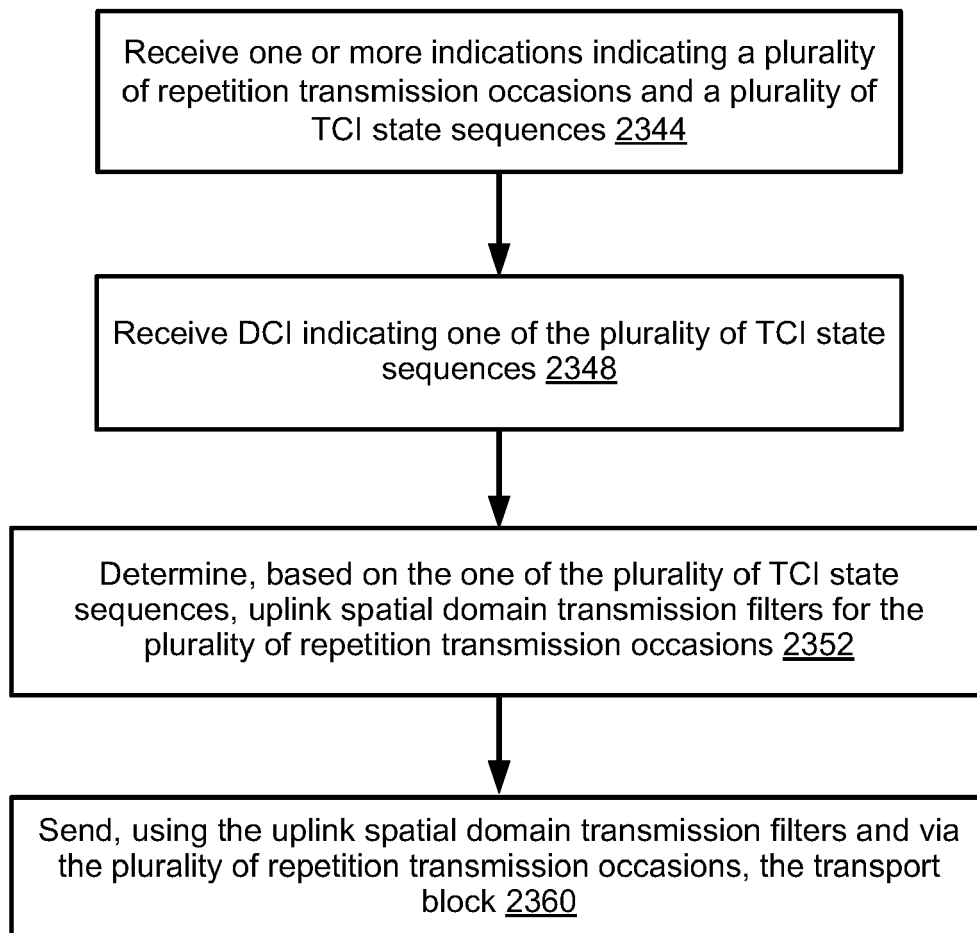 Receive one or more indications indicating a plurality
of repetition transmission occasions and a plurality of
TCI state sequences 2344
Receive DCI indicating one of the plurality of TCI state
sequences 2348
Determine, based on the one of the plurality of TCI state
sequences, uplink spatial domain transmission filters for the
plurality of repetition transmission occasions 2352
Send, using the uplink spatial domain transmission filters and via
the plurality of repetition transmission occasions, the transport
block 2360